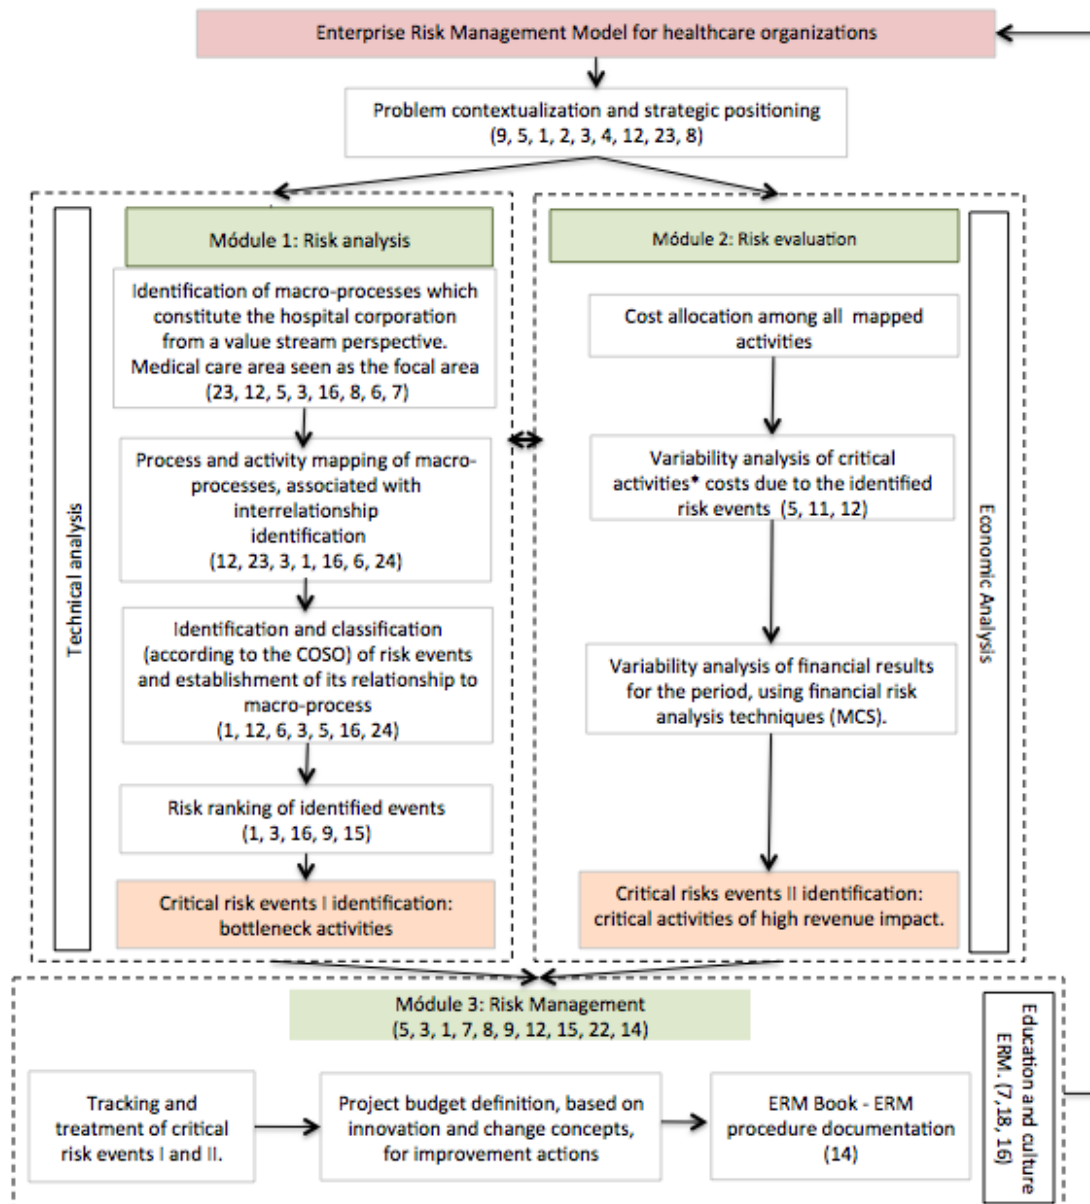 Enterprise Risk Management Model for healthcare organizations
Problem contextualization and strategic positioning
(9, 5, 1, 2, 3, 4, 12, 23, 8)
Technical analysis
Módule 1: Risk analysis
Identification of macro-processes which
constitute the hospital corporation
from a value stream perspective.
Medical care area seen as the focal area
(23, 12, 5, 3, 16, 8, 6, 7)
Process and activity mapping of macro-
processes, associated with
interrelationship
identification
(12, 23, 3, 1, 16, 6, 24)
Identification and classification
(according to the COSO) of risk events
and establishment of its relationship to
macro-process
(1, 12, 6, 3, 5, 16, 24)
Risk ranking of identified events
(1, 3, 16, 9, 15)
Critical risk events I identification:
bottleneck activities
Módule 2: Risk evaluation
Cost allocation among all mapped
activities
Variability analysis of critical
activities* costs due to the identified
risk events (5, 11, 12)
Variability analysis of financial results
for the period, using financial risk
analysis techniques (MCS).
Critical risks events II identification:
critical activities of high revenue impact.
Economic Analysis
Módule 3: Risk Management
(5, 3, 1, 7, 8, 9, 12, 15, 22, 14)
Tracking and
treatment of critical
risk events I and II.
Project budget definition, based on
innovation and change concepts,
for improvement actions
ERM Book - ERM
procedure documentation
(14)
Education and culture
ERM. (7,18, 16)